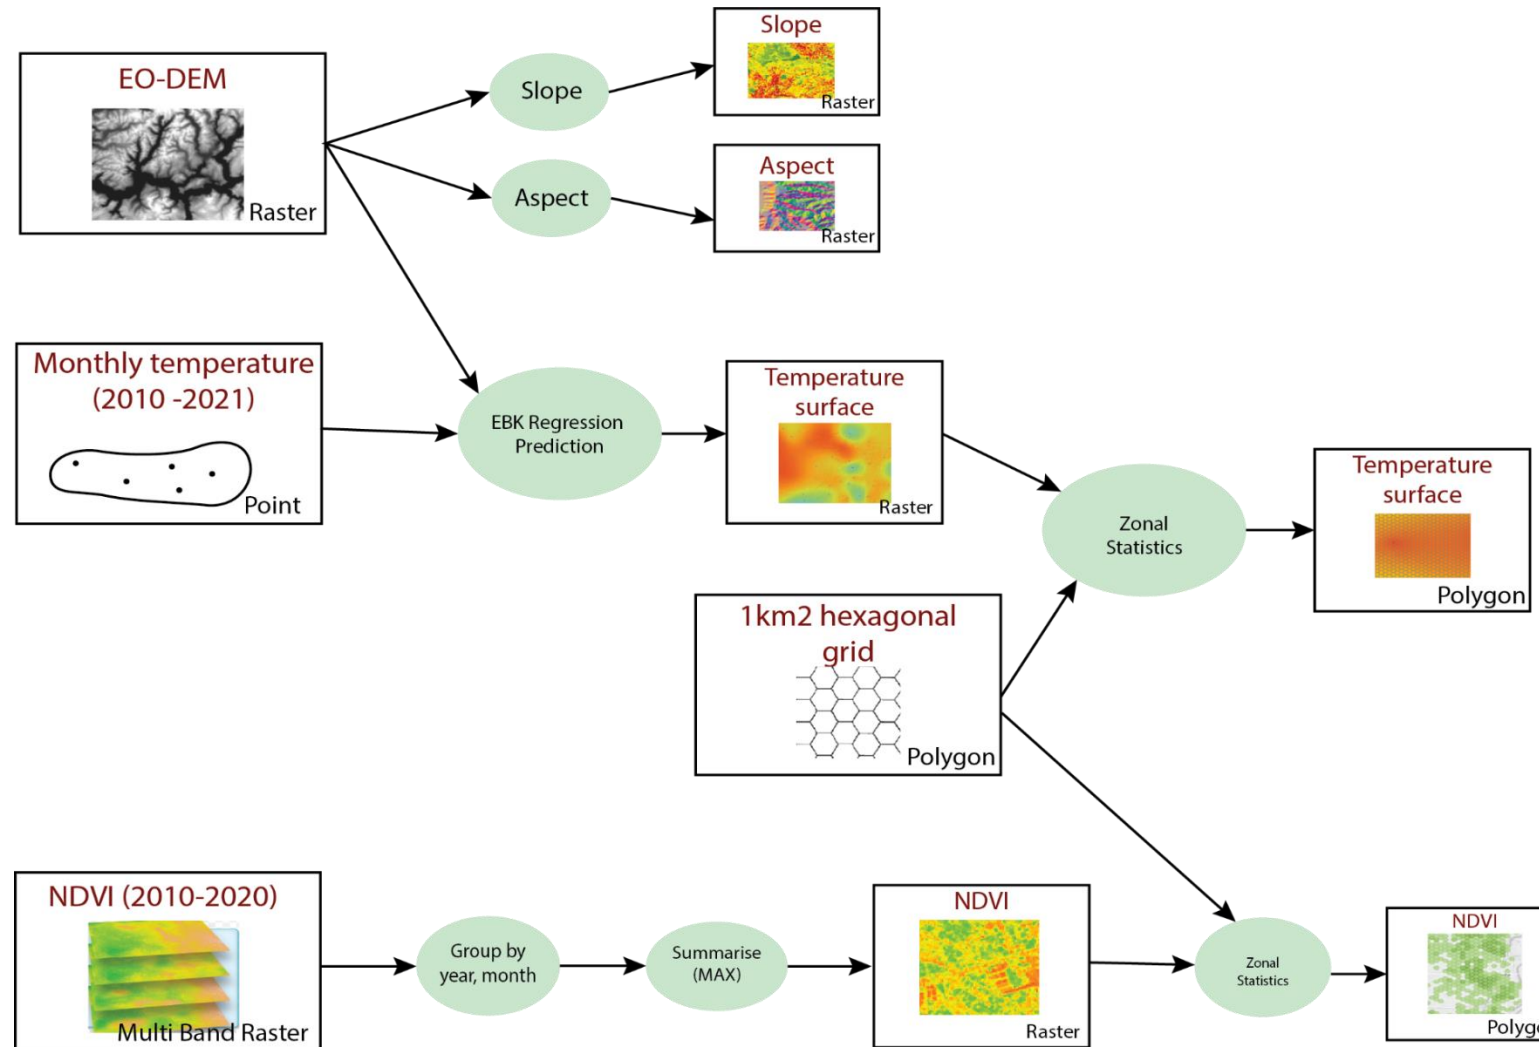 EO-DEM
Raster
Slope
Slope
Raster
Aspect
Aspect
Raster
Monthly temperature
(2010 -2021)
Point
EBK Regression
Prediction
Temperature
surface
Raster
Zonal
Statistics
Temperature
surface
Polygon
1km2 hexagonal
grid
Polygon
NDVI (2010-2020)
Multi Band Raster
Group by
year, month
Summarise
(MAX)
NDVI
Raster
Zonal
Statistics
NDVI
Polygo